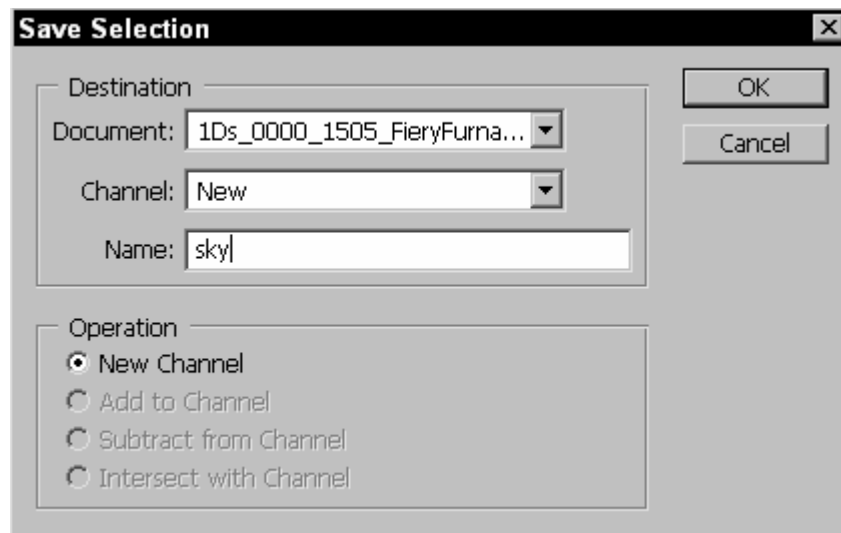 Save Selection
Destination
Document: 1Ds_0000_1505_FieryFurna...
Channel: New
Name: sky
OK
Cancel
Operation
New Channel
Add to Channel
Subtract from Channel
Intersect with Channel